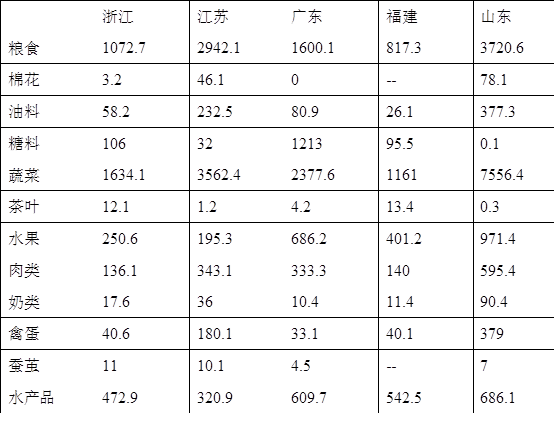 浙江 江苏 广东 福建 山东
粮食 1072.7 2942.1 1600.1 817.3 3720.6
棉花 3.2 46.1 0 -- 78.1
油料 58.2 232.5 80.9 26.1 377.3
糖料 106 32 1213 95.5 0.1
蔬菜 1634.1 3562.4 2377.6 1161 7556.4
茶叶 12.1 1.2 4.2 13.4 0.3
水果 250.6 195.3 686.2 401.2 971.4
肉类 136.1 343.1 333.3 140 595.4
奶类 17.6 36 10.4 11.4 90.4
禽蛋 40.6 180.1 33.1 40.1 379
蚕茧 11 10.1 4.5 -- 7
水产品 472.9 320.9 609.7 542.5 686.1